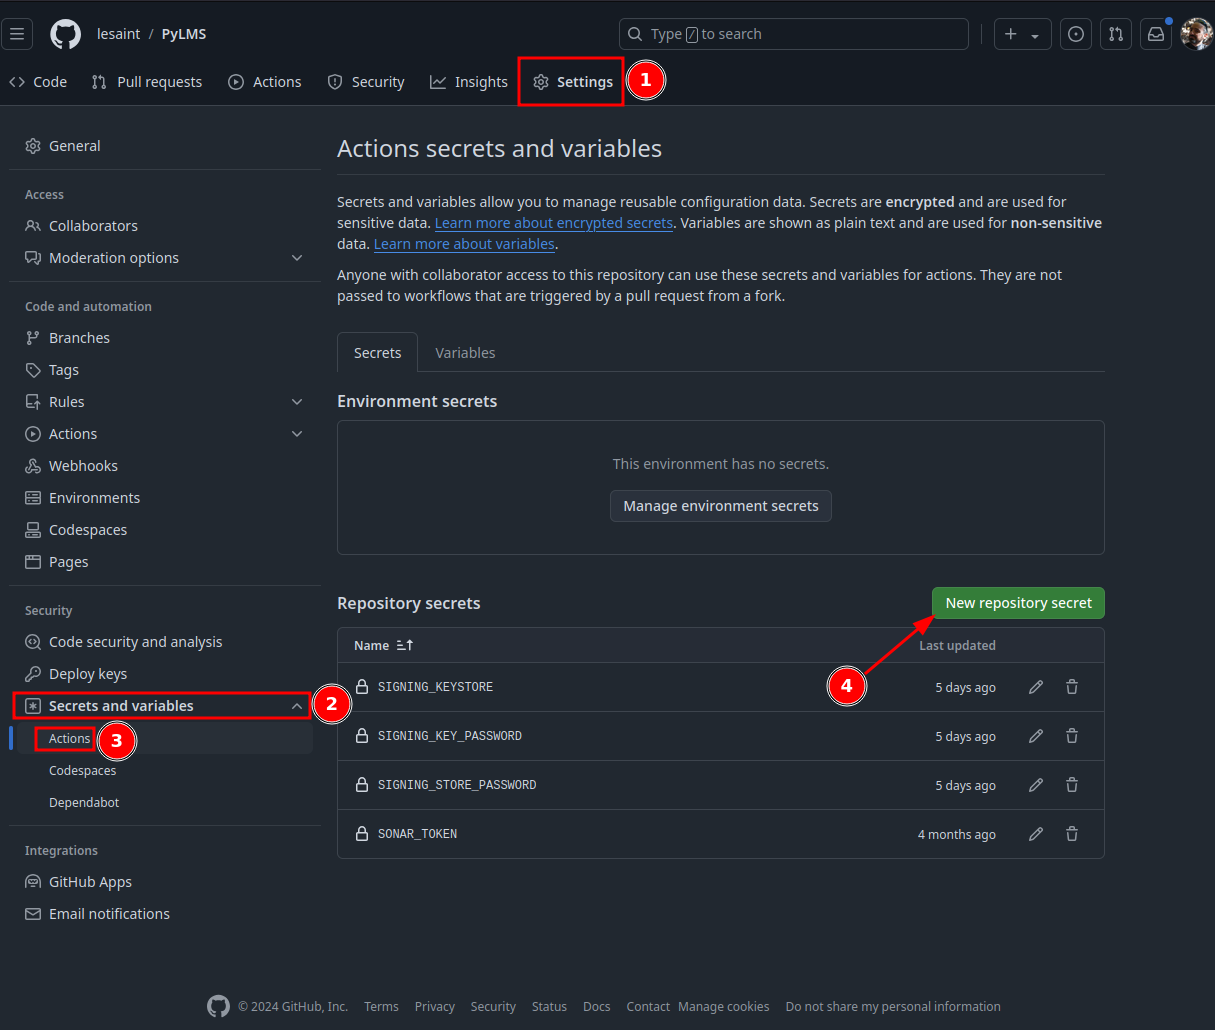 lesaint / PyLMS
Type / to search
Code
Pull requests
Actions
Security
Insights
Settings
1
General
Access
Collaborators
Moderation options
Code and automation
Branches
Tags
Rules
Actions
Webhooks
Environments
Codespaces
Pages
Security
Code security and analysis
Deploy keys
Secrets and variables
2
Actions
3
Codespaces
Dependabot
Integrations
GitHub Apps
Email notifications
Actions secrets and variables
Secrets and variables allow you to manage reusable configuration data. Secrets are encrypted and are used for
sensitive data. Learn more about encrypted secrets. Variables are shown as plain text and are used for non-sensitive
data. Learn more about variables.
Anyone with collaborator access to this repository can use these secrets and variables for actions. They are not
passed to workflows that are triggered by a pull request from a fork.
Secrets
Variables
Environment secrets
This environment has no secrets.
Manage environment secrets
Repository secrets
New repository secret
4
Name
Last updated
SIGNING_KEYSTORE
5 days ago
SIGNING_KEY_PASSWORD
5 days ago
SIGNING_STORE_PASSWORD
5 days ago
SONAR_TOKEN
4 months ago
© 2024 GitHub, Inc.
Terms
Privacy
Security
Status
Docs
Contact
Manage cookies
Do not share my personal information